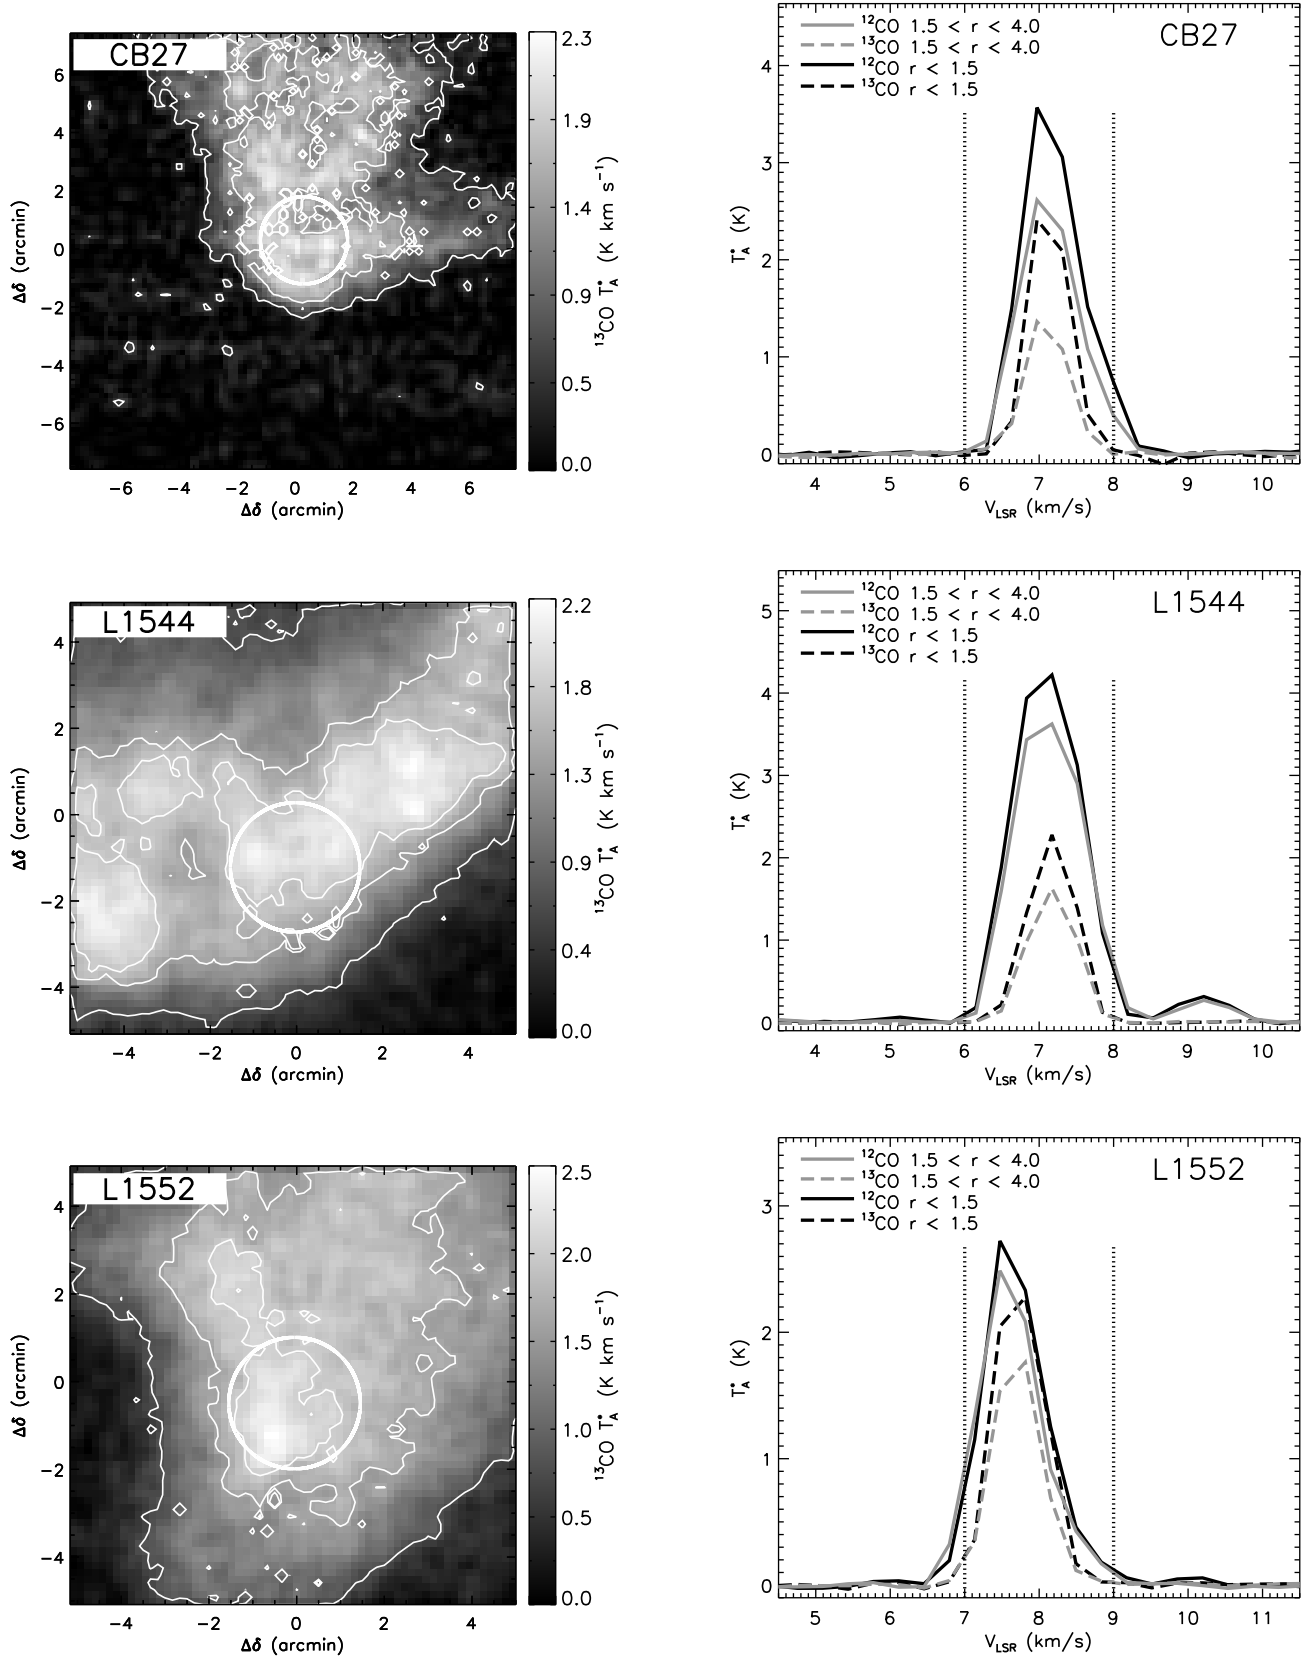 CB27
6
4
2
0
−2
−4
−6
Δδ (arcmin)
−6 −4 −2 0 2 4 6
Δδ (arcmin)
2.3
1.9
1.4
0.9
0.5
0.0
¹³CO T*A (K km s⁻¹)
¹²CO 1.5 < r < 4.0
¹³CO 1.5 < r < 4.0
¹²CO r < 1.5
¹³CO r < 1.5
CB27
4
3
2
1
0
T*A (K)
4 5 6 7 8 9 10
VLSR (km/s)
L1544
4
2
0
−2
−4
Δδ (arcmin)
−4 −2 0 2 4
Δδ (arcmin)
2.2
1.8
1.3
0.9
0.4
0.0
¹³CO T*A (K km s⁻¹)
¹²CO 1.5 < r < 4.0
¹³CO 1.5 < r < 4.0
¹²CO r < 1.5
¹³CO r < 1.5
L1544
5
4
3
2
1
0
T*A (K)
4 5 6 7 8 9 10
VLSR (km/s)
L1552
4
2
0
−2
−4
Δδ (arcmin)
−4 −2 0 2 4
Δδ (arcmin)
2.5
2.0
1.5
1.0
0.5
0.0
¹³CO T*A (K km s⁻¹)
¹²CO 1.5 < r < 4.0
¹³CO 1.5 < r < 4.0
¹²CO r < 1.5
¹³CO r < 1.5
L1552
3
2
1
0
T*A (K)
5 6 7 8 9 10 11
VLSR (km/s)